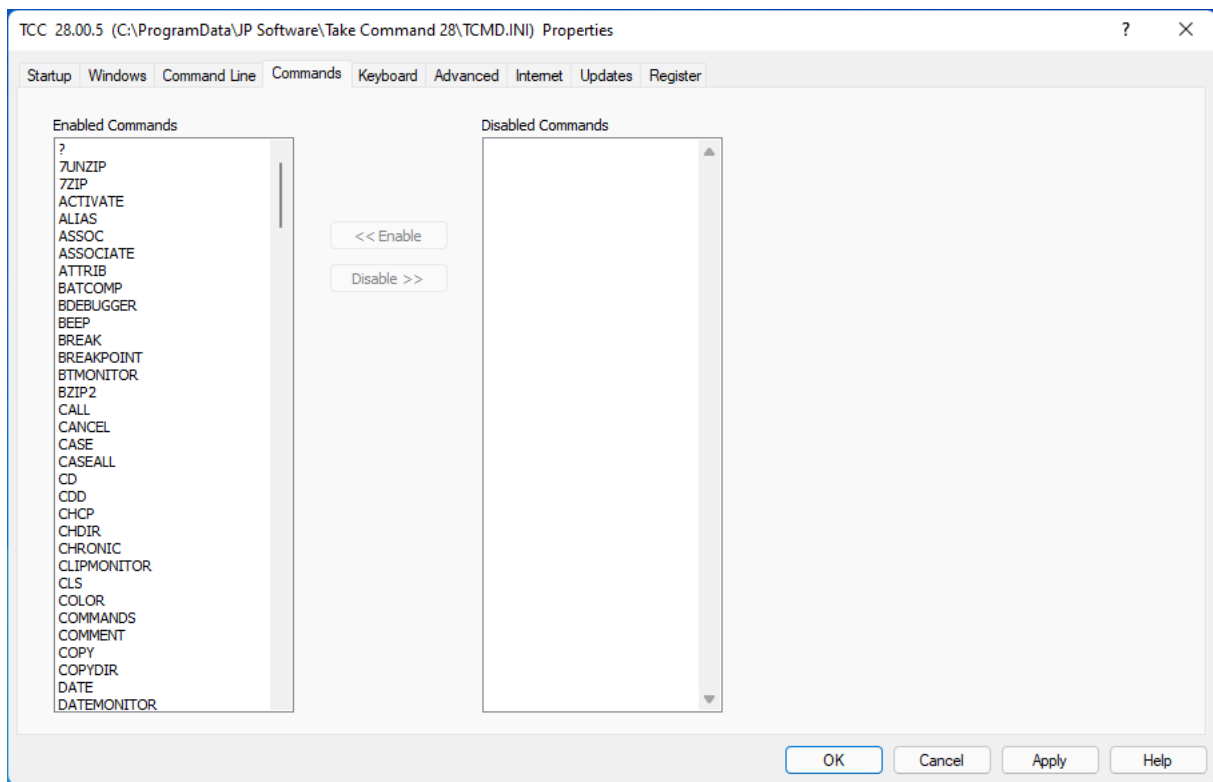 TCC 28.00.5 (C:\ProgramData\JP Software\Take Command 28\TCMD.INI) Properties
Startup Windows Command Line Commands Keyboard Advanced Internet Updates Register
Enabled Commands
?
7UNZIP
7ZIP
ACTIVATE
ALIAS
ASSOC
ASSOCIATE
ATTRIB
BATCOMP
BDEBUGGER
BEEP
BREAK
BREAKPOINT
BTMONITOR
BZIP2
CALL
CANCEL
CASE
CASEALL
CD
CDD
CHCP
CHDIR
CHRONIC
CLIPMONITOR
CLS
COLOR
COMMANDS
COMMENT
COPY
COPYDIR
DATE
DATEMONITOR
<< Enable
Disable >>
Disabled Commands
OK Cancel Apply Help